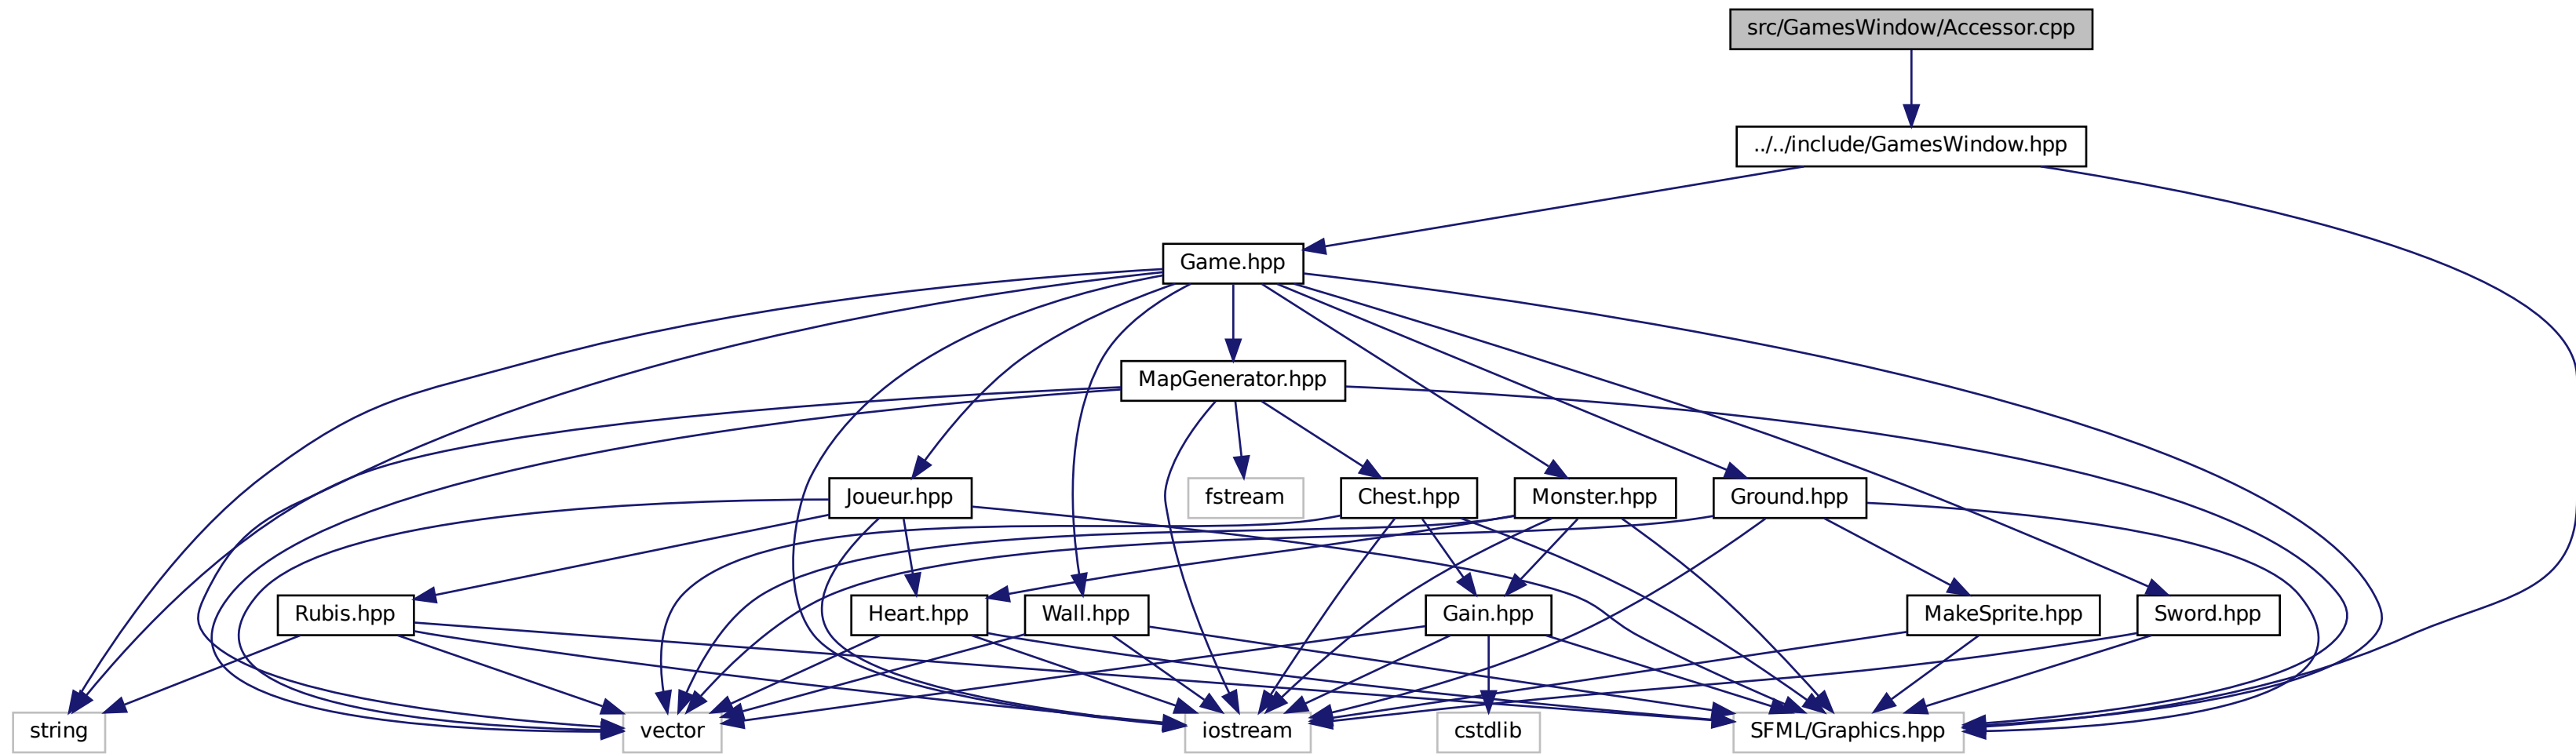 src/GamesWindow/Accessor.cpp
../../include/GamesWindow.hpp
Game.hpp
MapGenerator.hpp
Joueur.hpp
fstream
Chest.hpp
Monster.hpp
Ground.hpp
Rubis.hpp
Heart.hpp
Wall.hpp
Gain.hpp
MakeSprite.hpp
Sword.hpp
string
vector
iostream
cstdlib
SFML/Graphics.hpp